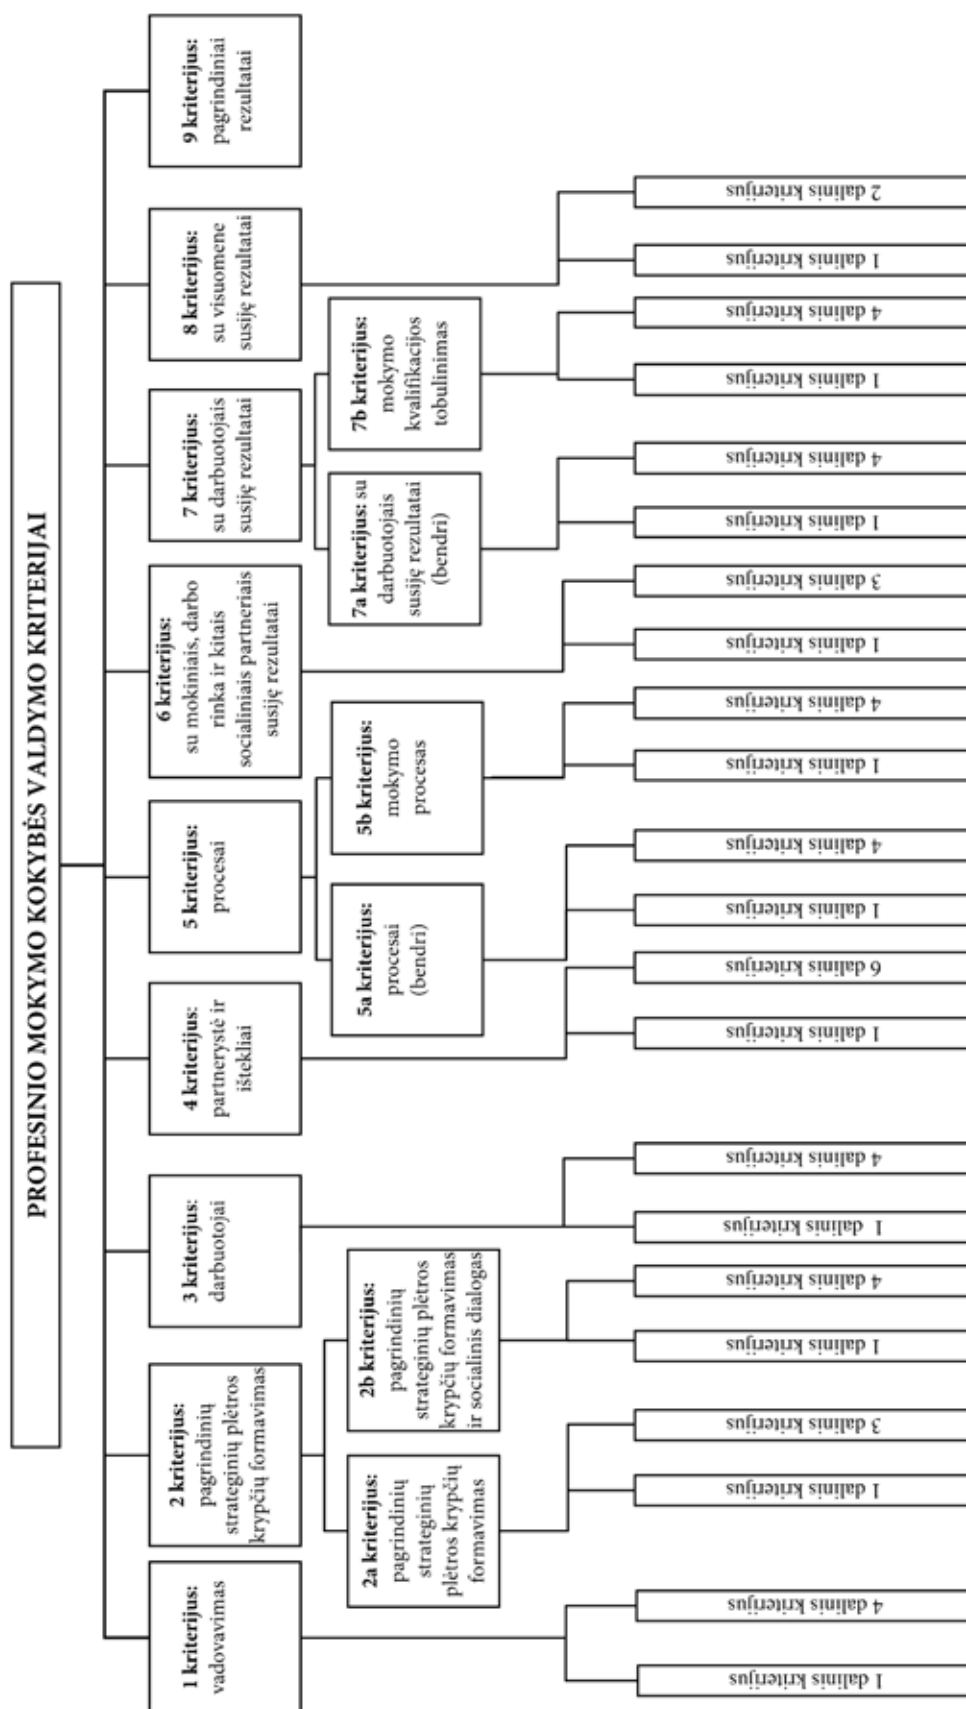 PROFESINIO MOKYMO KOKYBĖS VALDYMO KRITERIJAI
1 kriterijus:
vadovavimas
2 kriterijus:
pagrindinių
strateginių plėtros
krypčių formavimas
3 kriterijus:
darbuotojai
4 kriterijus:
partnerystė ir
ištekliai
5 kriterijus:
procesai
6 kriterijus:
su mokiniais, darbo
rinka ir kitais
socialiniais partneriais
susiję rezultatai
7 kriterijus:
su darbuotojais
susiję rezultatai
8 kriterijus:
su visuomene
susiję rezultatai
9 kriterijus:
pagrindiniai
rezultatai
2a kriterijus:
pagrindinių
strateginių
plėtros krypčių
formavimas
2b kriterijus:
pagrindinių
strateginių plėtros
krypčių formavimas
ir socialinis dialogas
5a kriterijus:
procesai
(bendri)
5b kriterijus:
mokymo
procesas
7a kriterijus: su
darbuotojais
susiję rezultatai
(bendri)
7b kriterijus:
mokymo
kvalifikacijos
tobulinimas
1 dalinis kriterijus
4 dalinis kriterijus
1 dalinis kriterijus
3 dalinis kriterijus
1 dalinis kriterijus
4 dalinis kriterijus
1 dalinis kriterijus
4 dalinis kriterijus
1 dalinis kriterijus
6 dalinis kriterijus
1 dalinis kriterijus
4 dalinis kriterijus
1 dalinis kriterijus
4 dalinis kriterijus
1 dalinis kriterijus
3 dalinis kriterijus
1 dalinis kriterijus
4 dalinis kriterijus
1 dalinis kriterijus
4 dalinis kriterijus
1 dalinis kriterijus
2 dalinis kriterijus